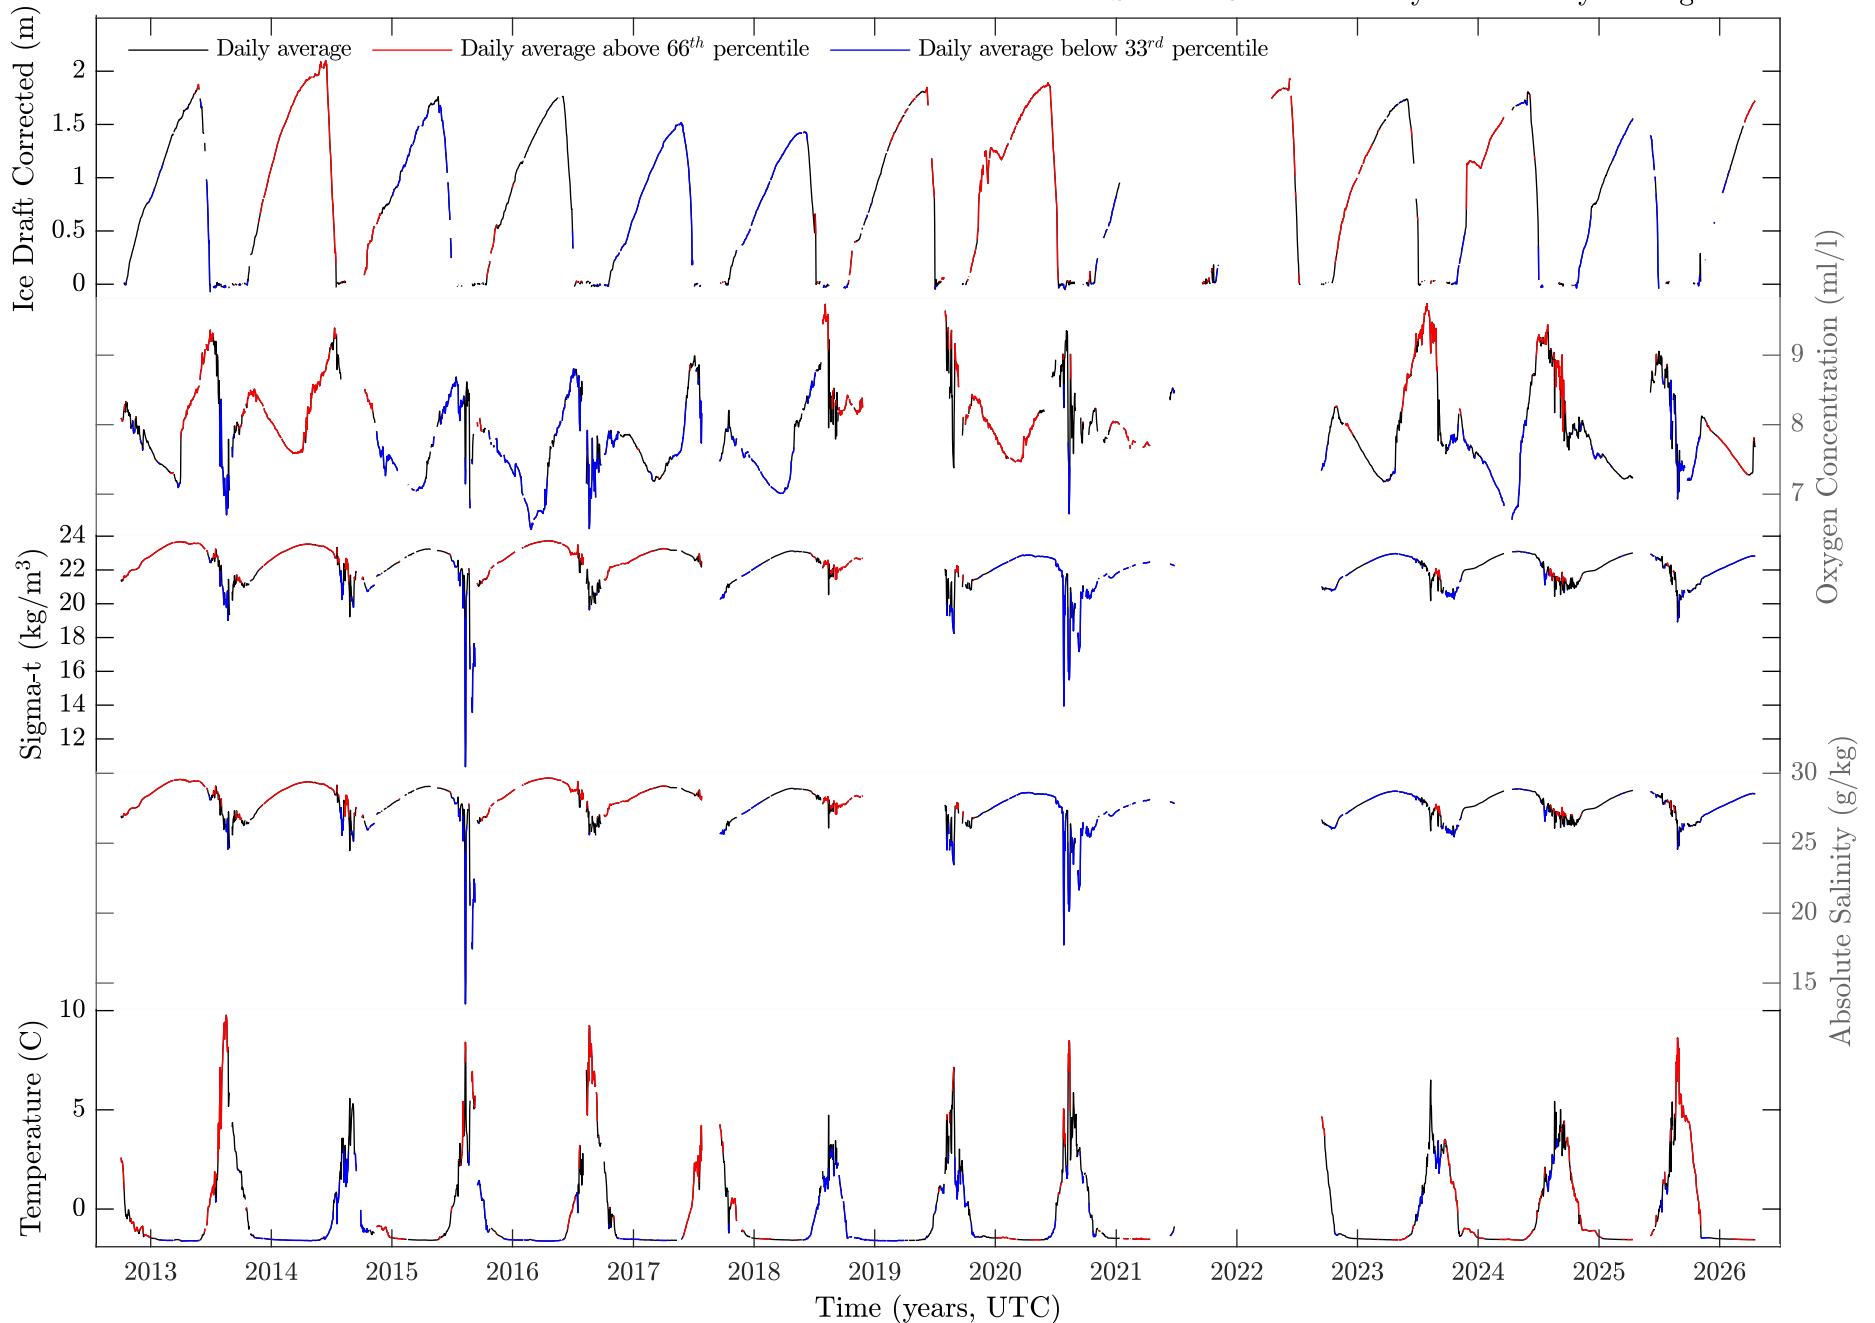 Daily average Daily average above 66th percentile Daily average below 33rd percentile
Ice Draft Corrected (m)
2
1.5
1
0.5
0
Oxygen Concentration (ml/l)
9
8
7
Sigma-t (kg/m3)
24
22
20
18
16
14
12
Absolute Salinity (g/kg)
30
25
20
15
Temperature (C)
10
5
0
2013 2014 2015 2016 2017 2018 2019 2020 2021 2022 2023 2024 2025 2026
Time (years, UTC)